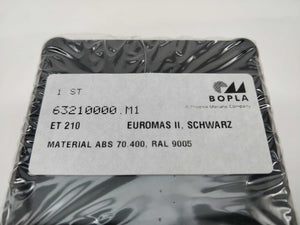 1 ST
BOPLA
A Phoenix Mecano Company
63210000.M1
ET 210 EUROMAS II, SCHWARZ
MATERIAL ABS 70.400, RAL 9005